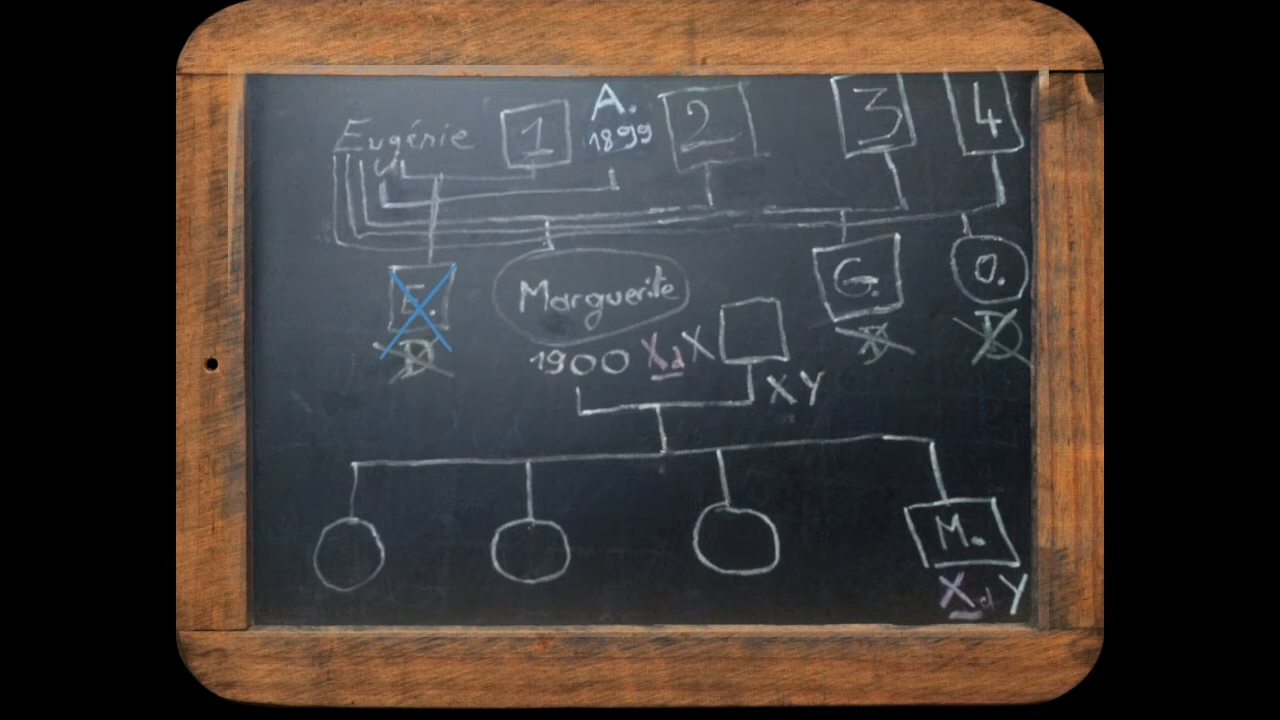 Eugénie 1 A. 2 3 4
1899
E. Marguerite G. O.
D 1900 XdX D D
XY
M.
XdY